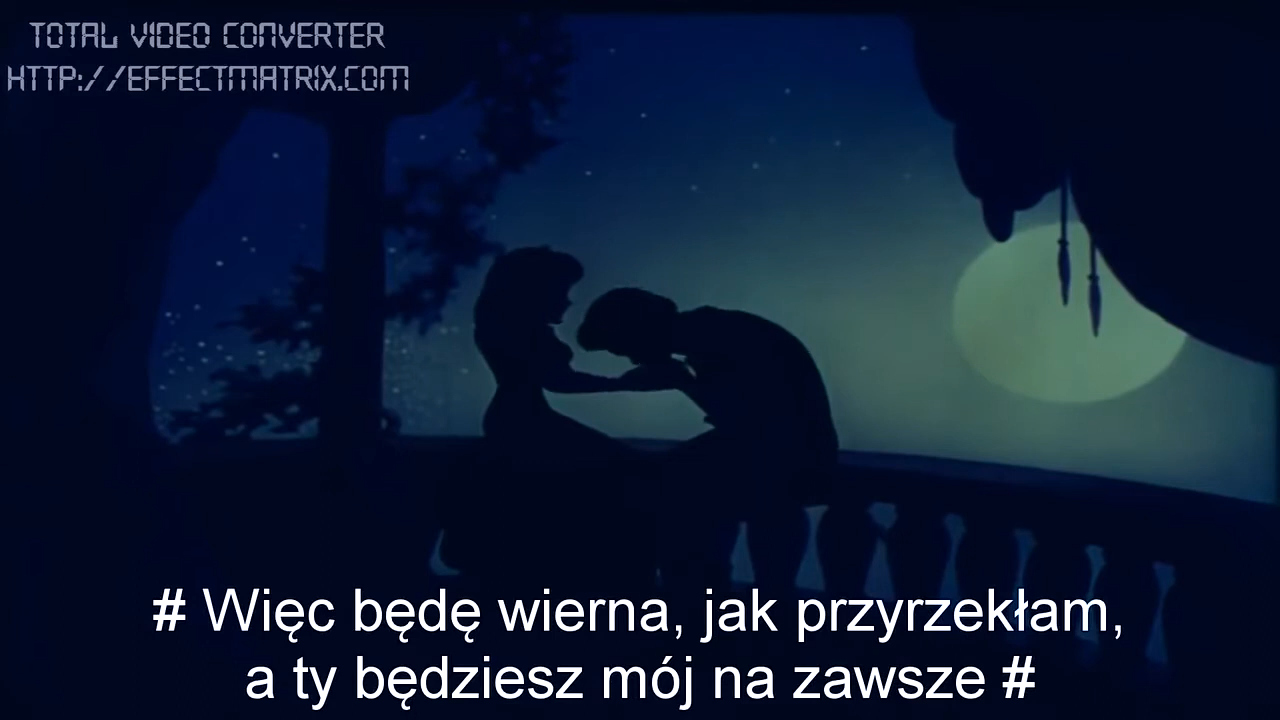 TOTAL VIDEO CONVERTER
HTTP://EFFECTMATRIX.COM
# Więc będę wierna, jak przyrzekłam,
a ty będziesz mój na zawsze #